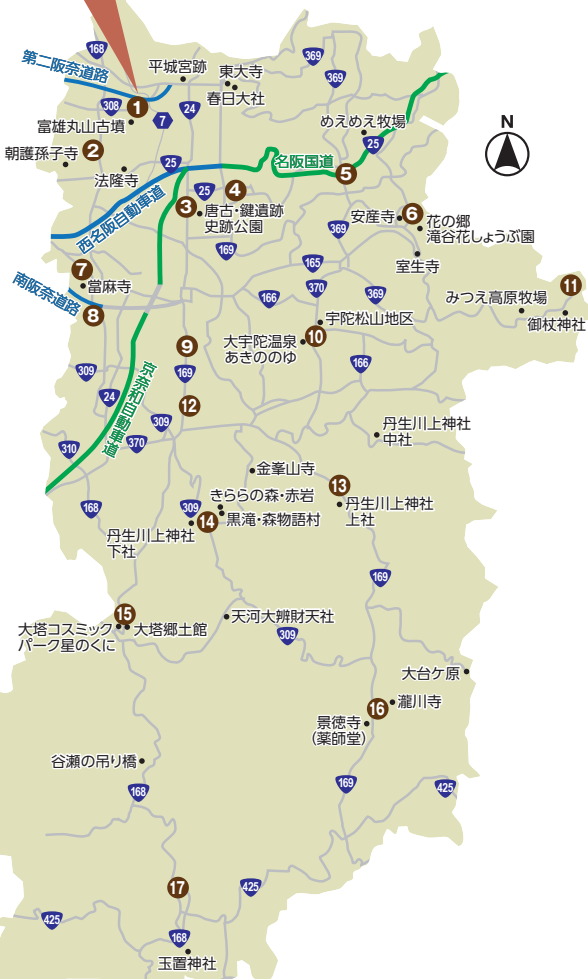 168
369
第二阪奈道路
平城宮跡
東大寺
369
308
1
24
春日大社
7
富雄丸山古墳
めえめえ牧場
N
朝護孫子寺
2
25
名阪国道
25
法隆寺
5
西名阪自動車道
25
4
3
唐古・鍵遺跡
史跡公園
安産寺
6
花の郷
滝谷花しょうぶ園
369
169
室生寺
7
165
當麻寺
南阪奈道路
370
369
11
166
みつえ高原牧場
8
宇陀松山地区
御杖神社
大宇陀温泉
あきののゆ
10
9
309
169
166
京奈和自動車道
24
12
309
370
310
丹生川上神社
中社
金峯山寺
13
きららの森・赤岩
168
309
14
黒滝・森物語村
丹生川上神社
上社
丹生川上神社
下社
169
15
大塔コスミック
パーク星のくに
大塔郷土館
天河大辨財天社
309
大台ケ原
16
瀧川寺
景徳寺
(薬師堂)
谷瀬の吊り橋
168
169
425
17
425
425
168
玉置神社